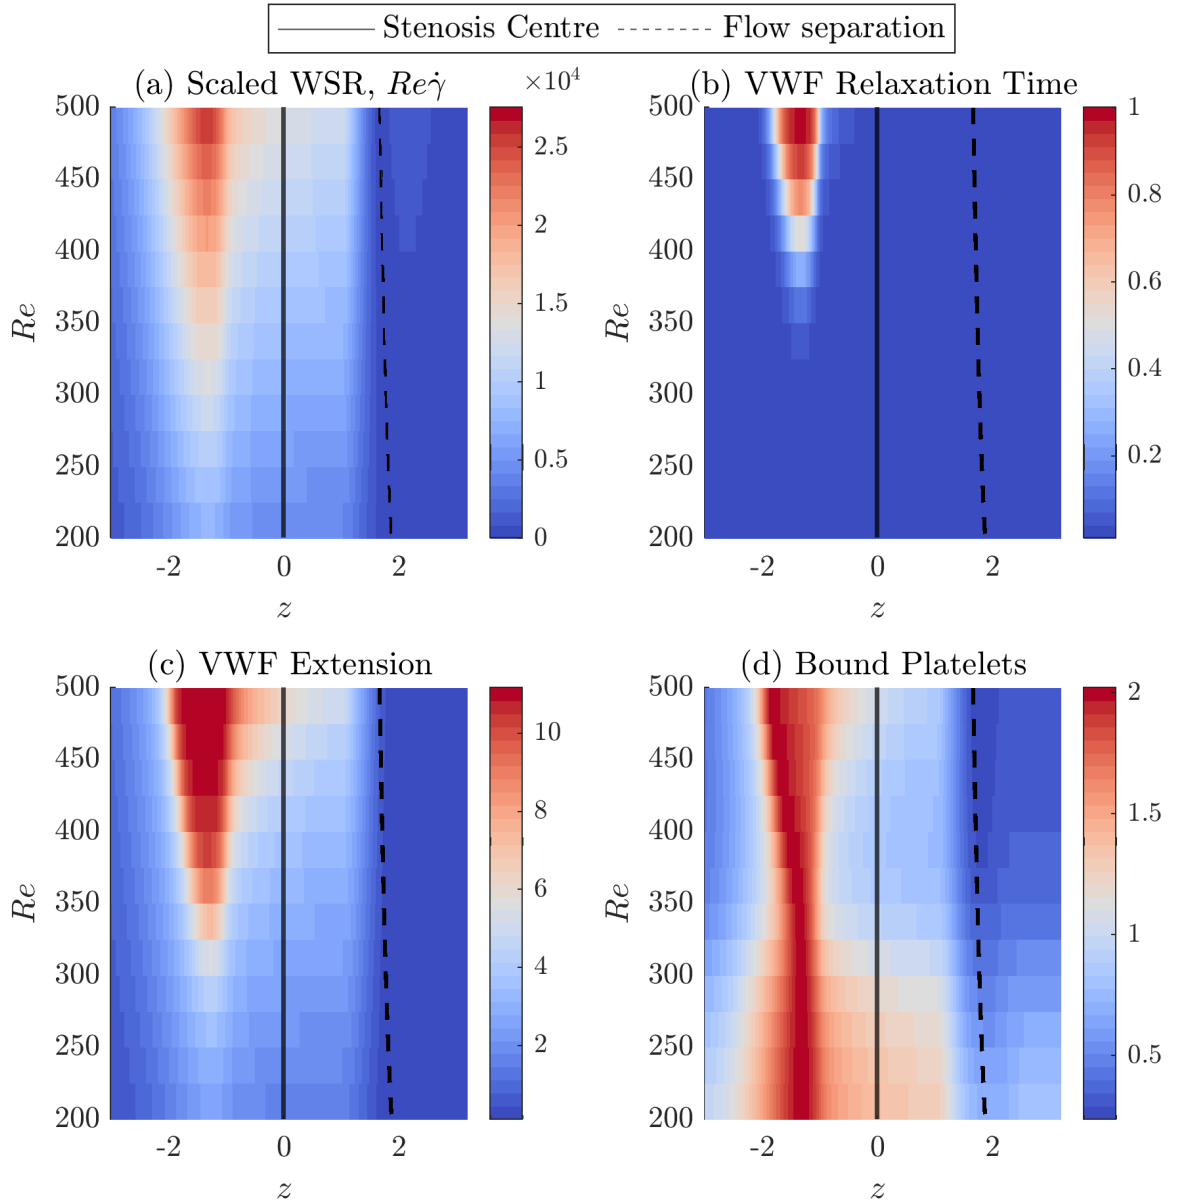 Stenosis Centre Flow separation
(a) Scaled WSR, Reγ̇
×10⁴
500
450
400
350
300
250
200
Re
-2 0 2
z
2.5
2
1.5
1
0.5
0
(b) VWF Relaxation Time
500
450
400
350
300
250
200
Re
-2 0 2
z
1
0.8
0.6
0.4
0.2
(c) VWF Extension
500
450
400
350
300
250
200
Re
-2 0 2
z
10
8
6
4
2
(d) Bound Platelets
500
450
400
350
300
250
200
Re
-2 0 2
z
2
1.5
1
0.5